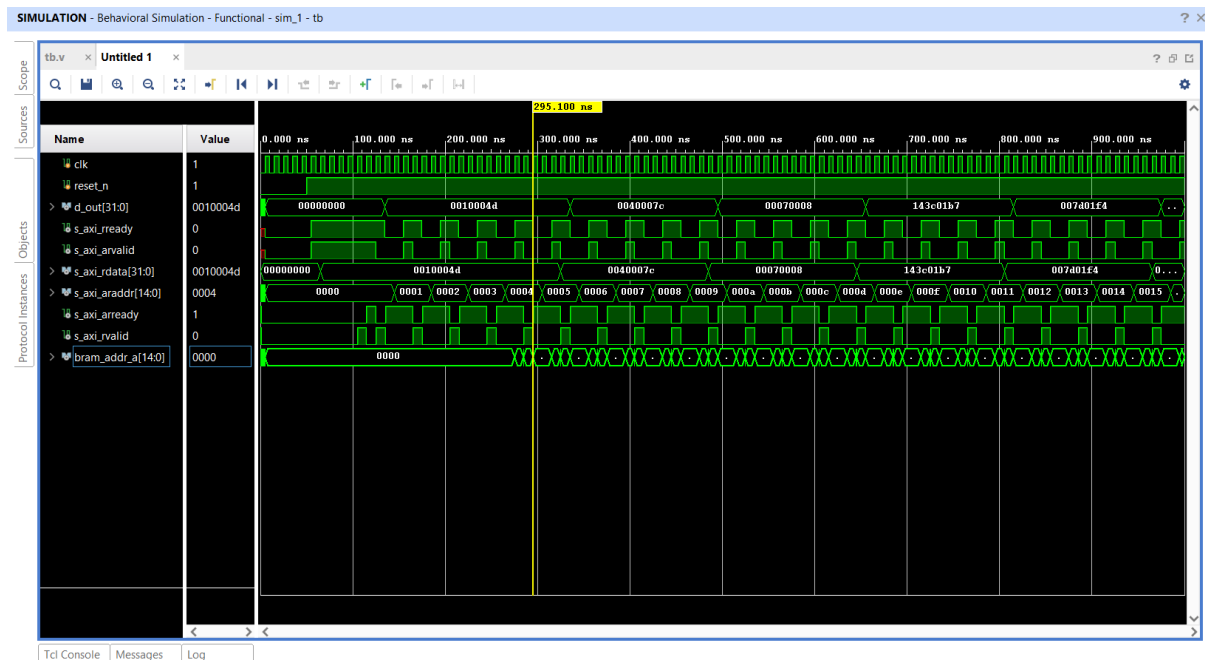 SIMULATION - Behavioral Simulation - Functional - sim_1 - tb
? ×
Scope
Sources
Objects
Protocol Instances
tb.v × Untitled 1 ×
?
Name Value
295.100 ns
0.000 ns 100.000 ns 200.000 ns 300.000 ns 400.000 ns 500.000 ns 600.000 ns 700.000 ns 800.000 ns 900.000 ns
clk 1
reset_n 1
> d_out[31:0] 0010004d 00000000 0010004d 0040007c 00070008 143c01b7 007d01f4 ..
s_axi_rready 0
s_axi_arvalid 0
> s_axi_rdata[31:0] 0010004d 00000000 0010004d 0040007c 00070008 143c01b7 007d01f4 0...
> s_axi_araddr[14:0] 0004 0000 0001 0002 0003 0004 0005 0006 0007 0008 0009 000a 000b 000c 000d 000e 000f 0010 0011 0012 0013 0014 0015 .
s_axi_arready 1
s_axi_rvalid 0
> bram_addr_a[14:0] 0000 0000
Tcl Console Messages Log